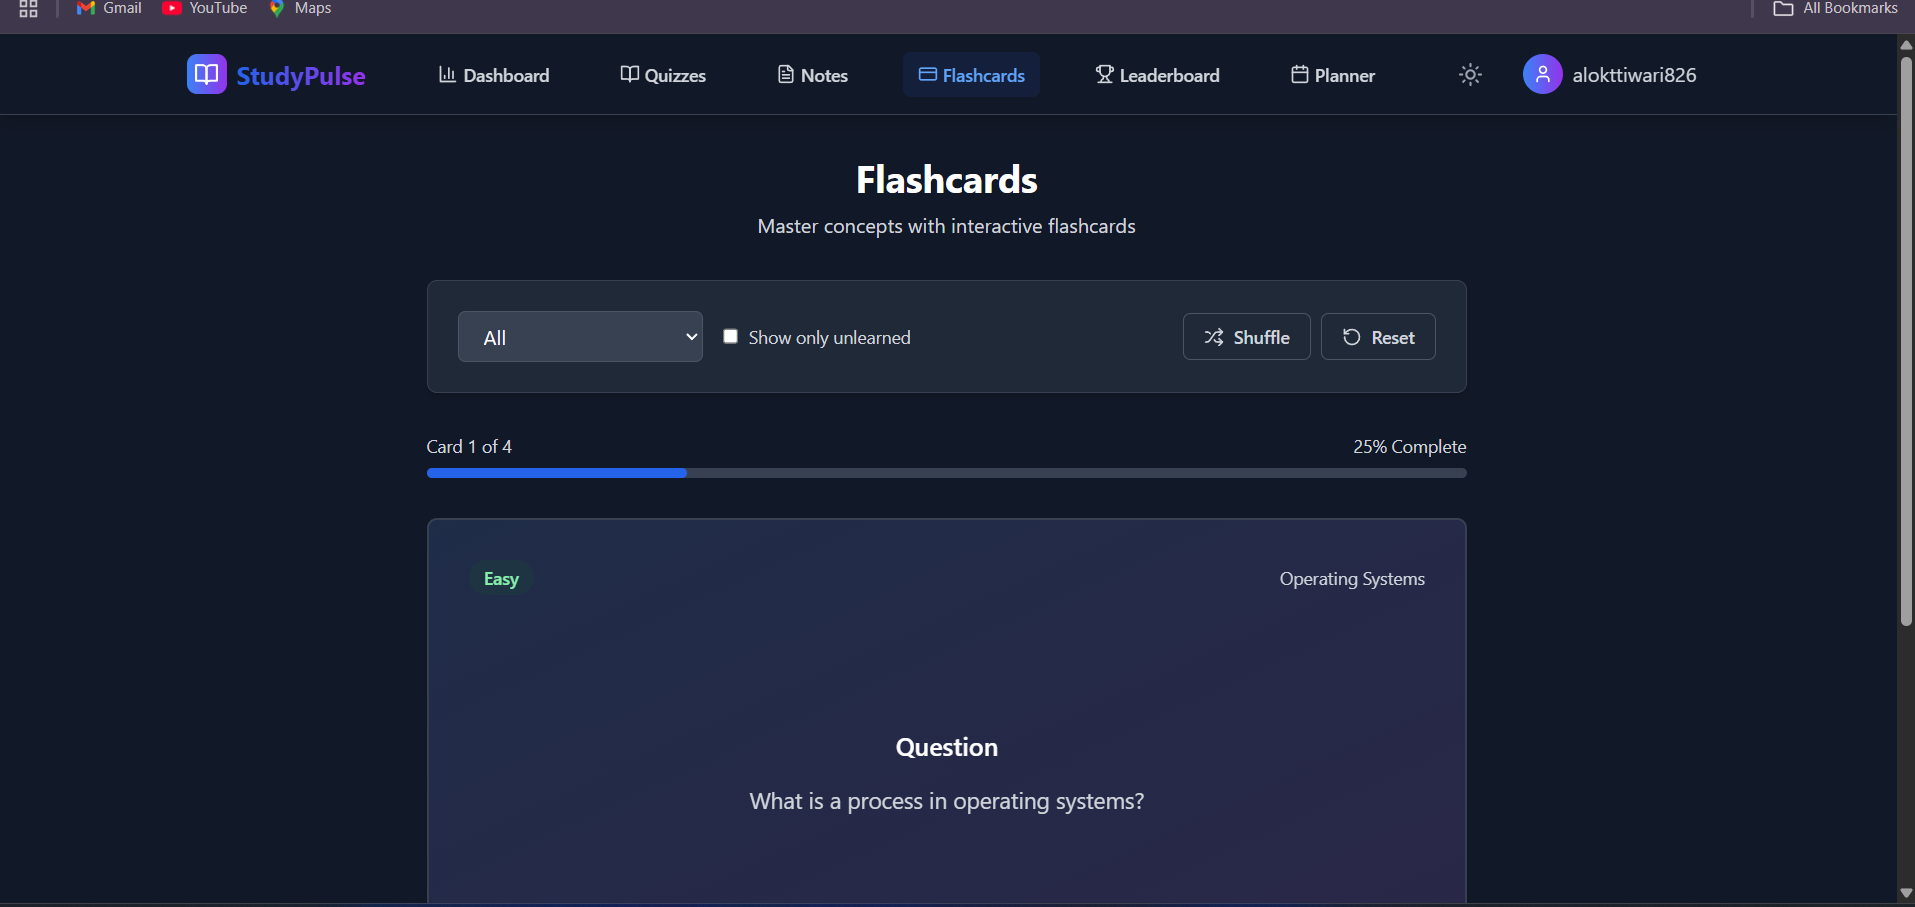 Gmail YouTube Maps All Bookmarks
StudyPulse Dashboard Quizzes Notes Flashcards Leaderboard Planner alokttiwari826
Flashcards
Master concepts with interactive flashcards
All Show only unlearned Shuffle Reset
Card 1 of 4 25% Complete
Easy Operating Systems
Question
What is a process in operating systems?